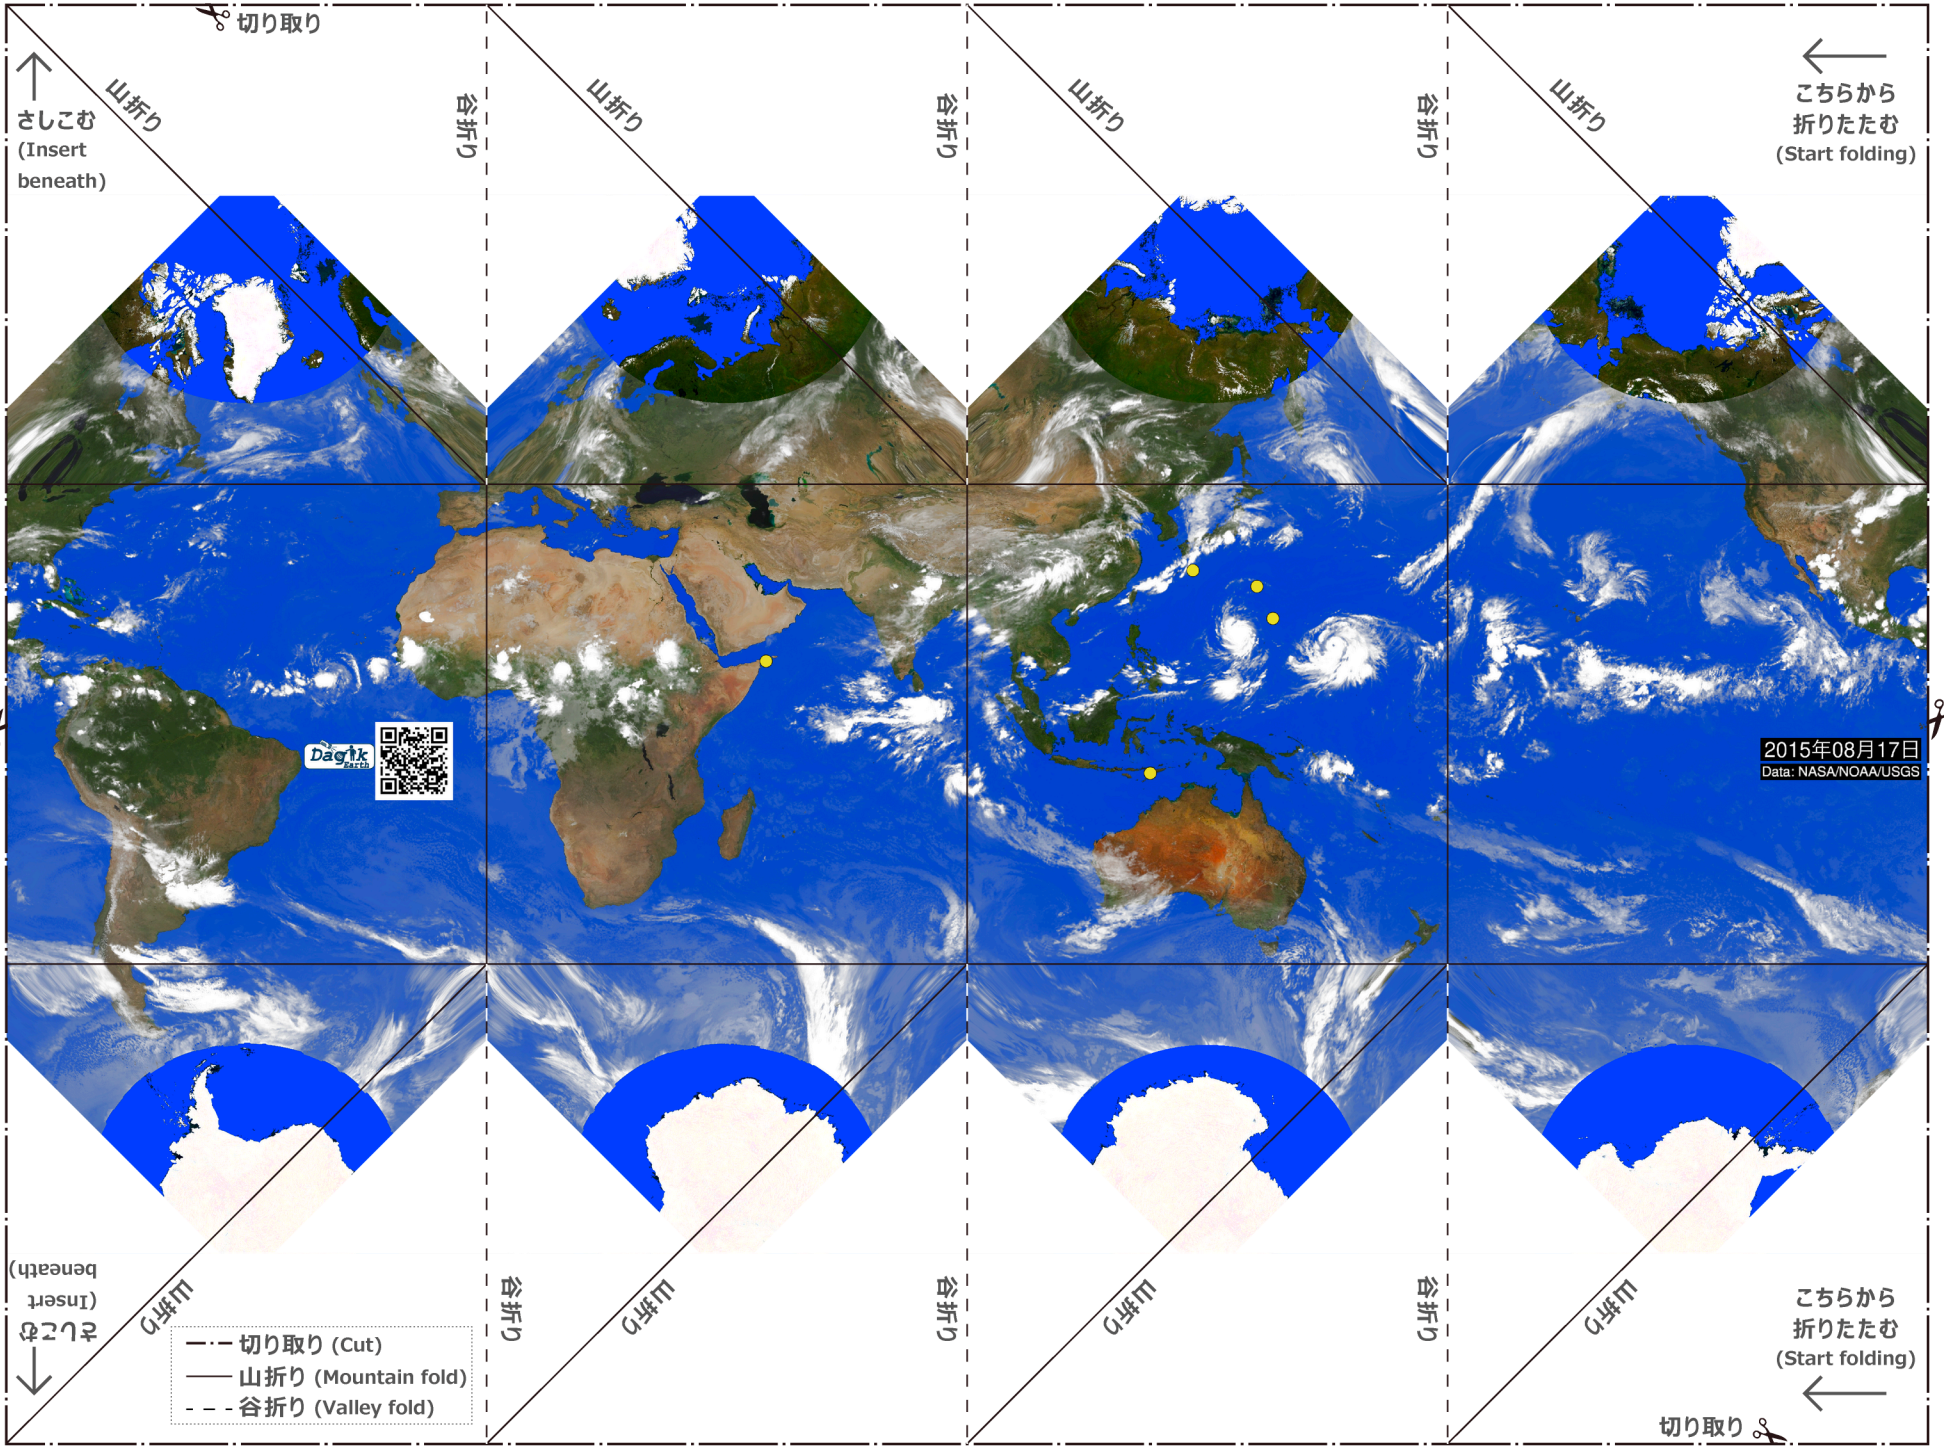 切り取り
さしこむ
(Insert
beneath)
山折り
谷折り
山折り
谷折り
山折り
谷折り
山折り
こちらから
折りたたむ
(Start folding)
Dagik
Earth
2015年08月17日
Data: NASA/NOAA/USGS
さしこむ
(Insert
beneath)
山折り
谷折り
山折り
谷折り
山折り
谷折り
山折り
こちらから
折りたたむ
(Start folding)
切り取り (Cut)
山折り (Mountain fold)
谷折り (Valley fold)
切り取り